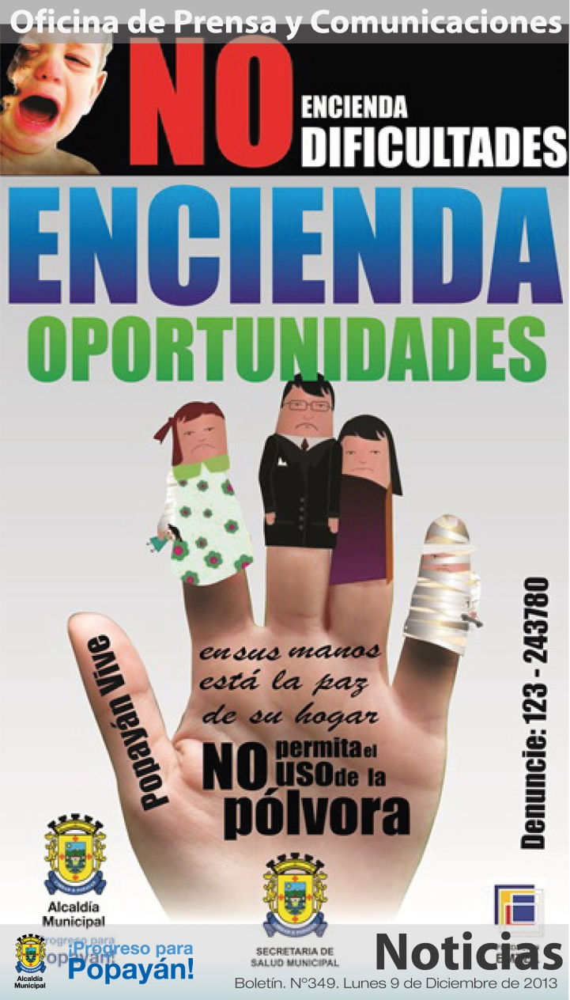 Oficina de Prensa y Comunicaciones
NO
ENCIENDA
DIFICULTADES
ENCIENDA
OPORTUNIDADES
Popayán Vive
en sus manos
está la paz
de su hogar
NO permita el
uso de la
pólvora
Denuncie: 123 - 243780
Alcaldía
Municipal
SECRETARIA DE
SALUD MUNICIPAL
Alcaldía
Municipal
¡Progreso para
Popayán!
Noticias
Boletín. Nº349. Lunes 9 de Diciembre de 2013